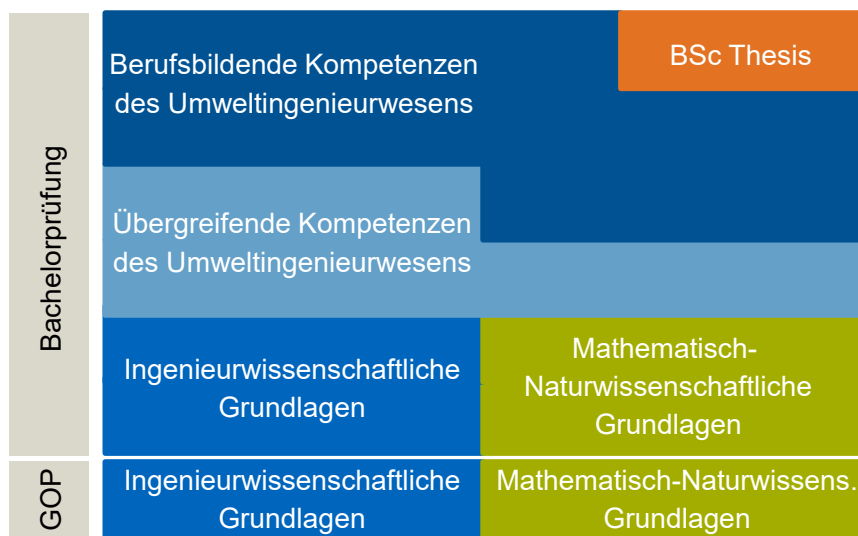 Bachelorprüfung
Berufsbildende Kompetenzen
des Umweltingenieurwesens
BSc Thesis
Übergreifende Kompetenzen
des Umweltingenieurwesens
Ingenieurwissenschaftliche
Grundlagen
Mathematisch-
Naturwissenschaftliche
Grundlagen
GOP
Ingenieurwissenschaftliche
Grundlagen
Mathematisch-Naturwissens.
Grundlagen